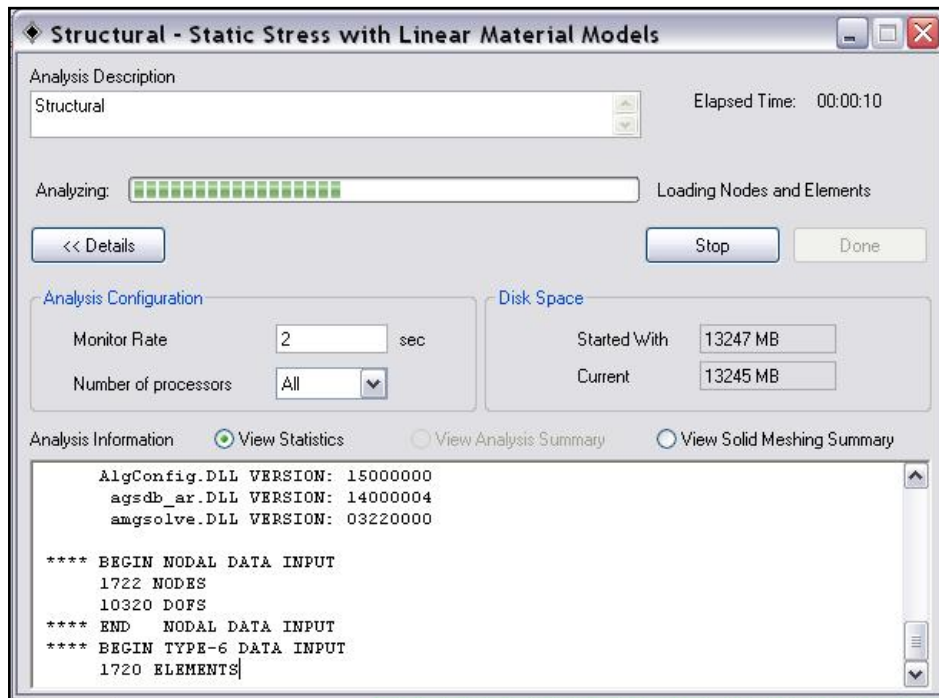 Structural - Static Stress with Linear Material Models
Analysis Description
Structural
Elapsed Time: 00:00:10
Analyzing: Loading Nodes and Elements
<< Details Stop Done
Analysis Configuration Disk Space
Monitor Rate 2 sec Started With 13247 MB
Number of processors All Current 13245 MB
Analysis Information View Statistics View Analysis Summary View Solid Meshing Summary
AlgConfig.DLL VERSION: 15000000
agsdb_ar.DLL VERSION: 14000004
amgsolve.DLL VERSION: 03220000
**** BEGIN NODAL DATA INPUT
1722 NODES
10320 DOFS
**** END NODAL DATA INPUT
**** BEGIN TYPE-6 DATA INPUT
1720 ELEMENTS